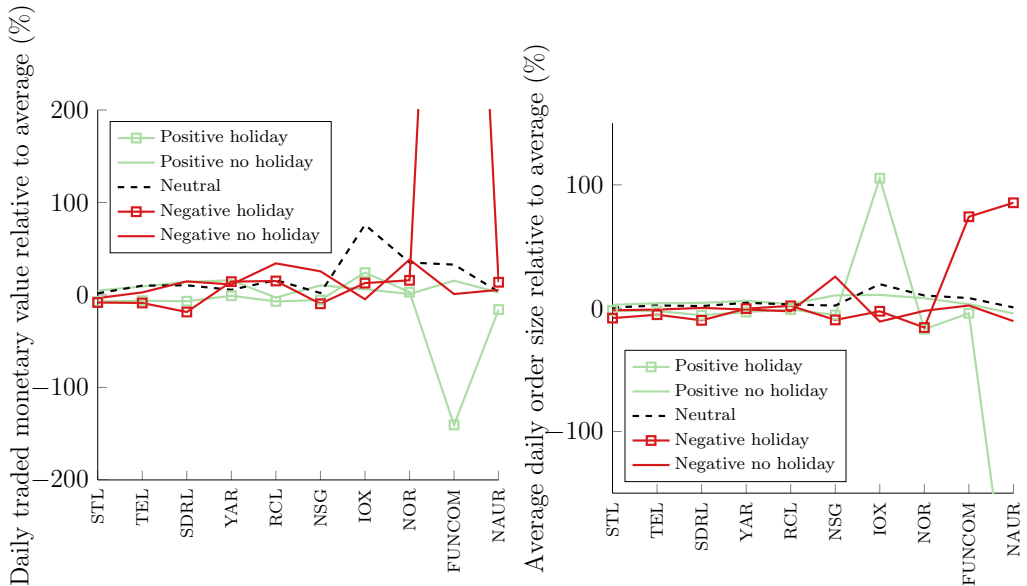 Daily traded monetary value relative to average (%)
200
100
0
−100
−200
Positive holiday
Positive no holiday
Neutral
Negative holiday
Negative no holiday
STL
TEL
SDRL
YAR
RCL
NSG
IOX
NOR
FUNCOM
NAUR
Average daily order size relative to average (%)
100
0
−100
Positive holiday
Positive no holiday
Neutral
Negative holiday
Negative no holiday
STL
TEL
SDRL
YAR
RCL
NSG
IOX
NOR
FUNCOM
NAUR